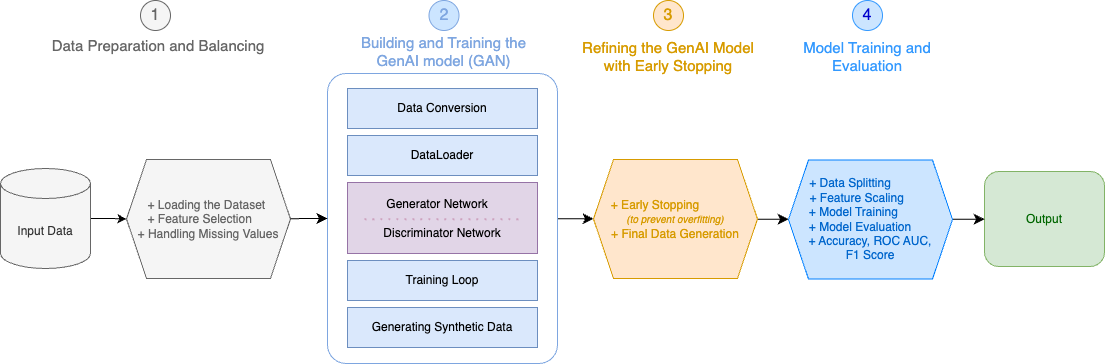 1
Data Preparation and Balancing
2
Building and Training the
GenAI model (GAN)
3
Refining the GenAI Model
with Early Stopping
4
Model Training and
Evaluation
Input Data
+ Loading the Dataset
+ Feature Selection
+ Handling Missing Values
Data Conversion
DataLoader
Generator Network
Discriminator Network
Training Loop
Generating Synthetic Data
+ Early Stopping
(to prevent overfitting)
+ Final Data Generation
+ Data Splitting
+ Feature Scaling
+ Model Training
+ Model Evaluation
+ Accuracy, ROC AUC,
F1 Score
Output